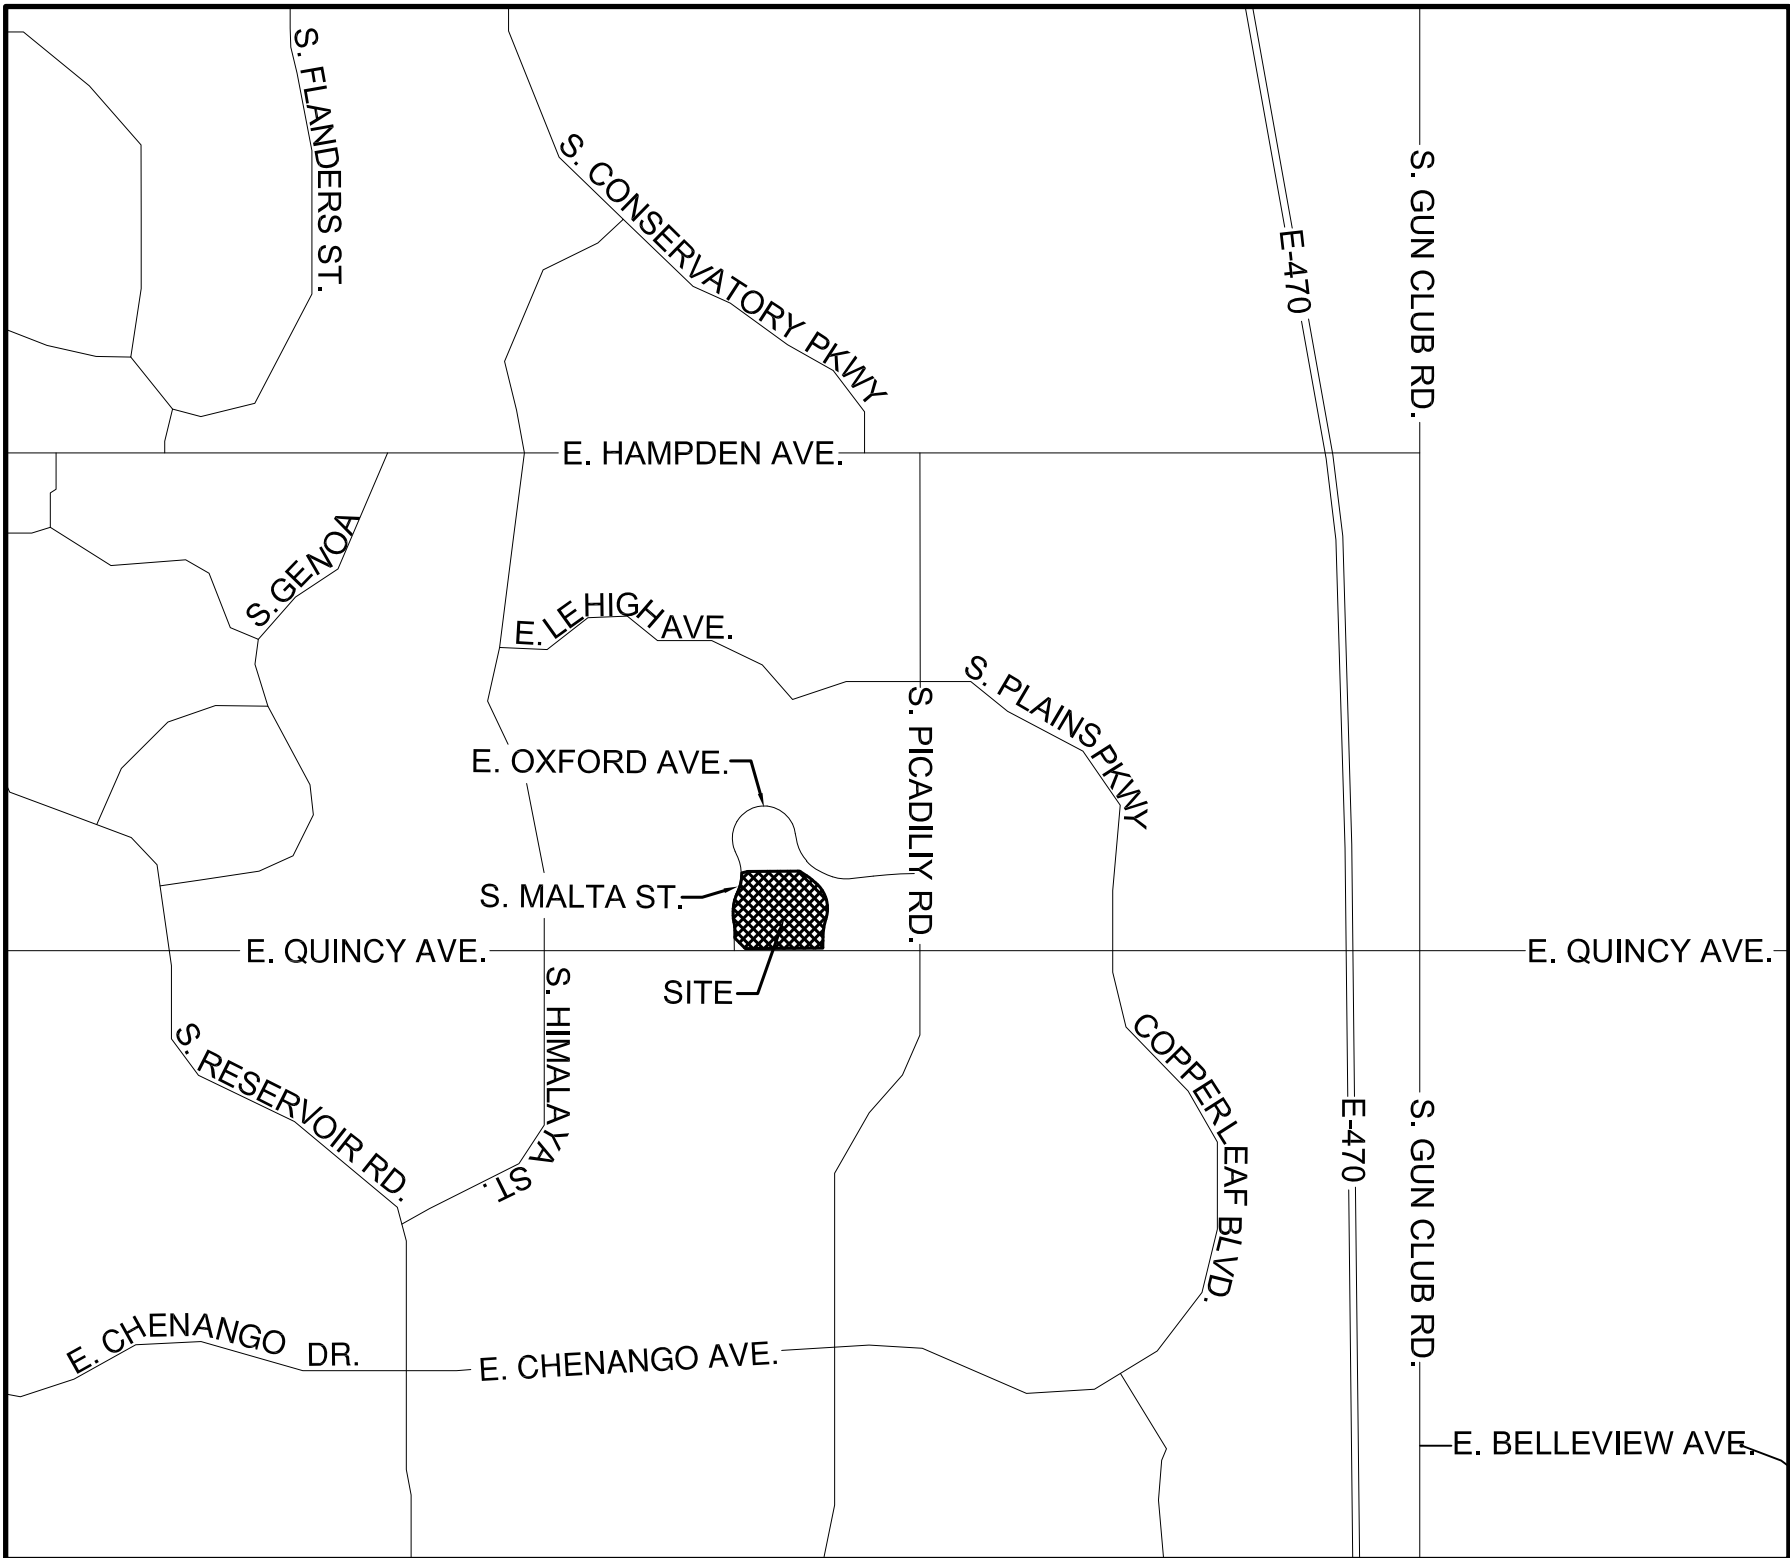 S. FLANDERS ST.
S. CONSERVATORY PKWY
S. GUN CLUB RD.
E-470
E. HAMPDEN AVE.
S. GENOA
E. LEHIGH AVE.
S. PLAINS PKWY
S. PICADILIY RD.
E. OXFORD AVE.
S. MALTA ST.
E. QUINCY AVE.
E. QUINCY AVE.
SITE
S. HIMALAYA ST.
S. RESERVOIR RD.
COPPERLEAF BLVD.
E-470
S. GUN CLUB RD.
E. CHENANGO DR.
E. CHENANGO AVE.
E. BELLEVIEW AVE.